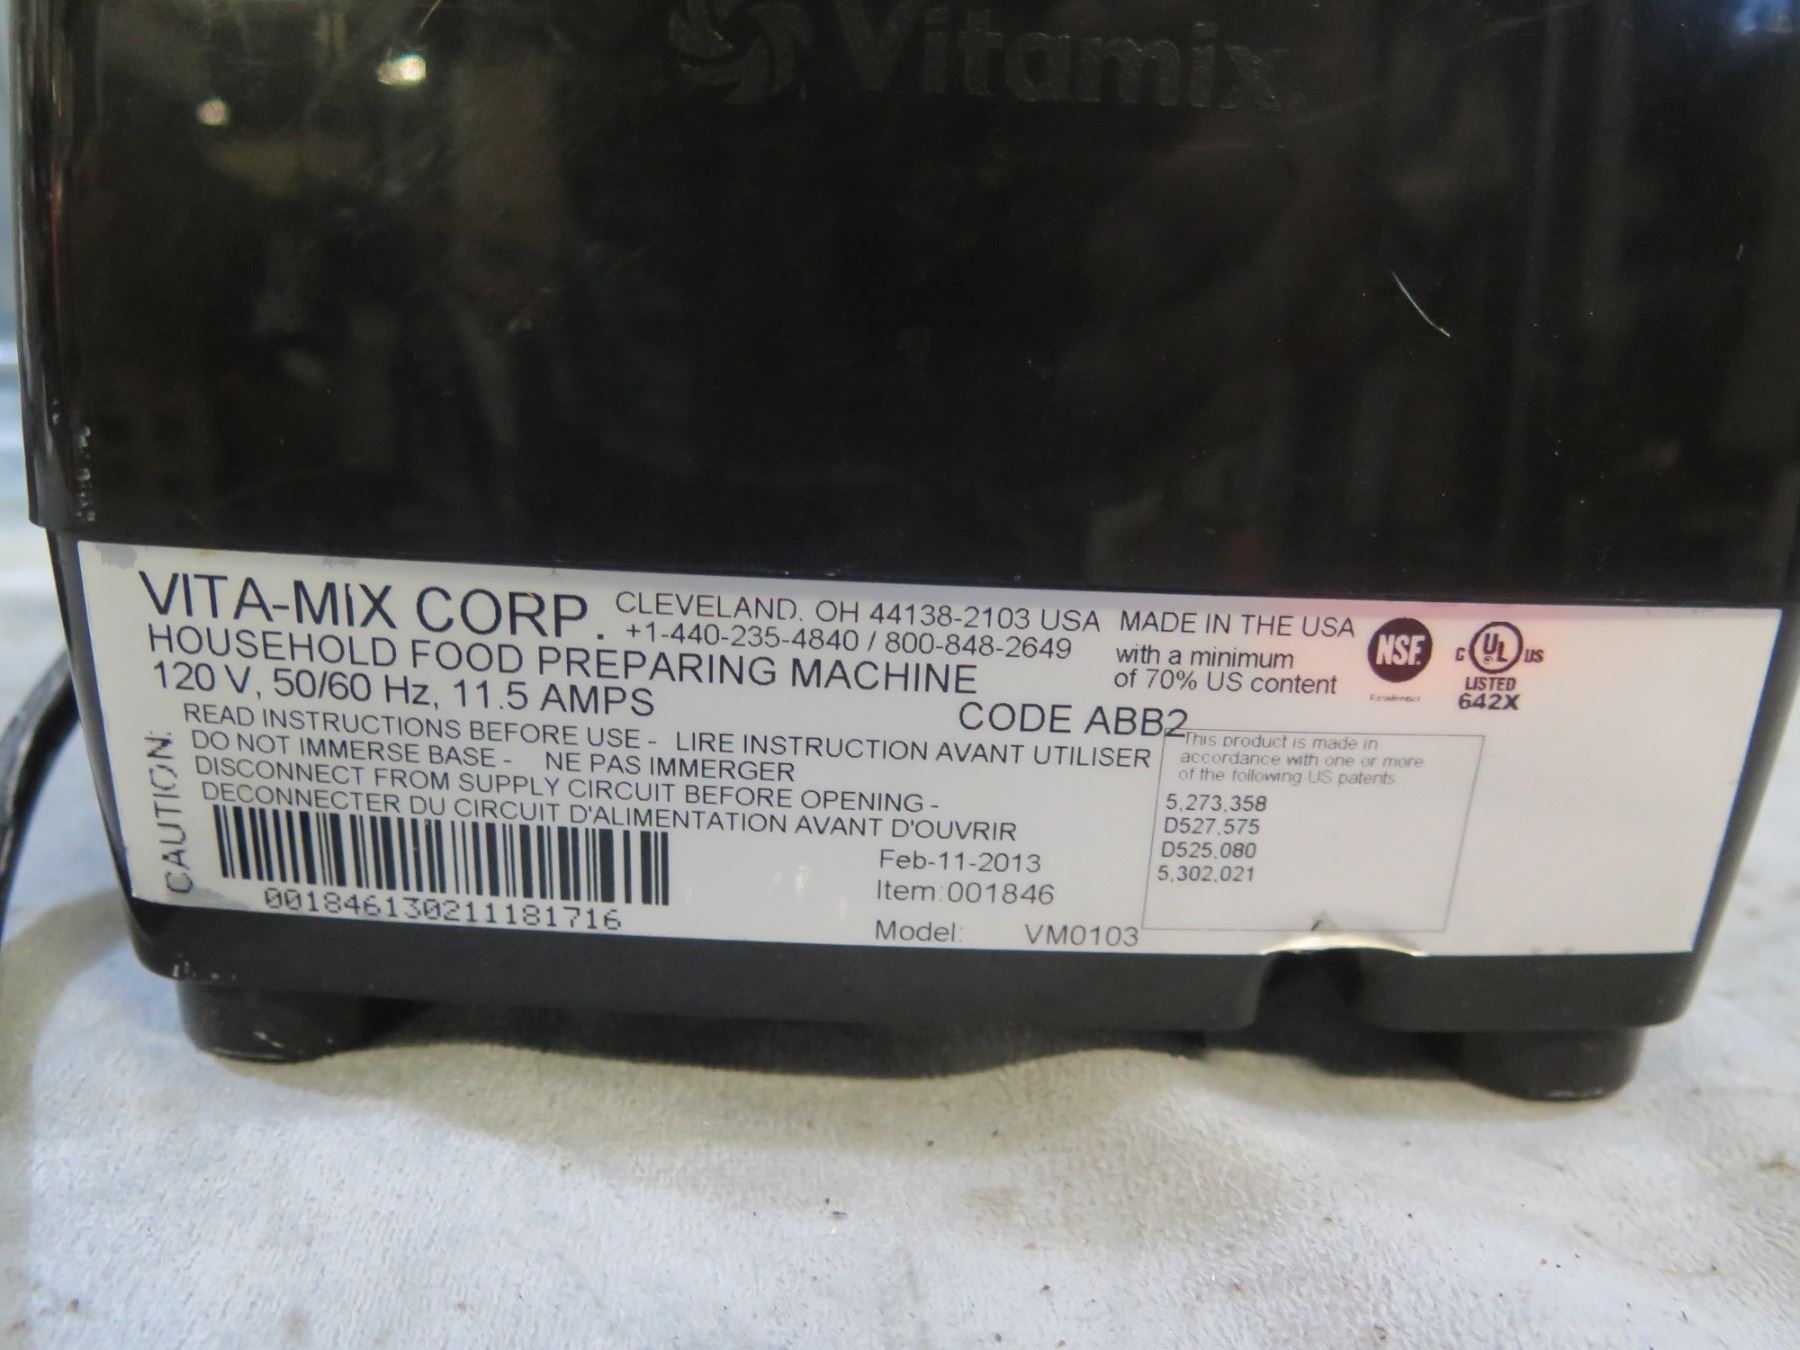 Vitamix
VITA-MIX CORP. CLEVELAND, OH 44138-2103 USA
+1-440-235-4840 / 800-848-2649
MADE IN THE USA
with a minimum
of 70% US content
NSF
C UL US
LISTED
642X
HOUSEHOLD FOOD PREPARING MACHINE
120 V, 50/60 Hz, 11.5 AMPS
CODE ABB2
CAUTION:
READ INSTRUCTIONS BEFORE USE - LIRE INSTRUCTION AVANT UTILISER
DO NOT IMMERSE BASE - NE PAS IMMERGER
DISCONNECT FROM SUPPLY CIRCUIT BEFORE OPENING -
DECONNECTER DU CIRCUIT D'ALIMENTATION AVANT D'OUVRIR
001846130211181716
Feb-11-2013
Item:001846
Model: VM0103
This product is made in
accordance with one or more
of the following US patents
5,273,358
D527,575
D525,080
5,302,021